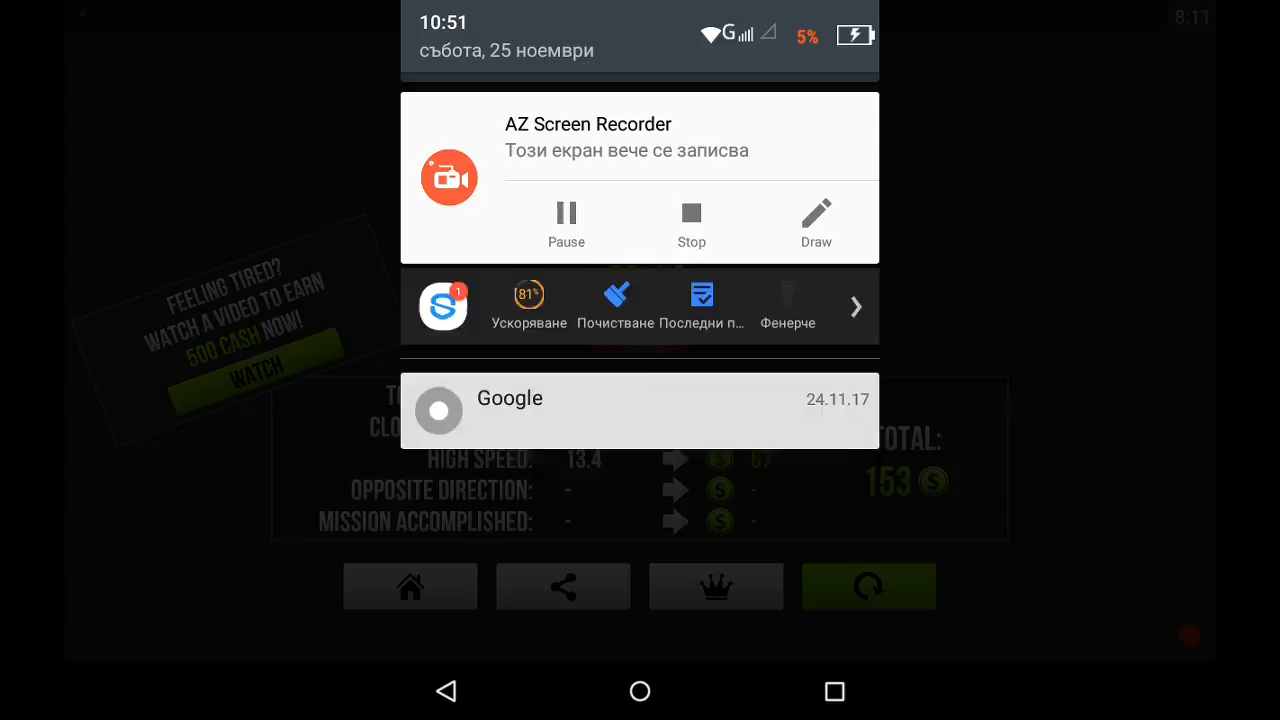 10:51
събота, 25 ноември
G
5%
8:11
AZ Screen Recorder
Този екран вече се записва
Pause
Stop
Draw
1
81%
Ускоряване
Почистване
Последни п...
Фенерче
Google
24.11.17
FEELING TIRED?
WATCH A VIDEO TO EARN
500 CASH NOW!
WATCH
HIGH SPEED: 13.4 67
OPPOSITE DIRECTION: - -
MISSION ACCOMPLISHED: - -
TOTAL:
153